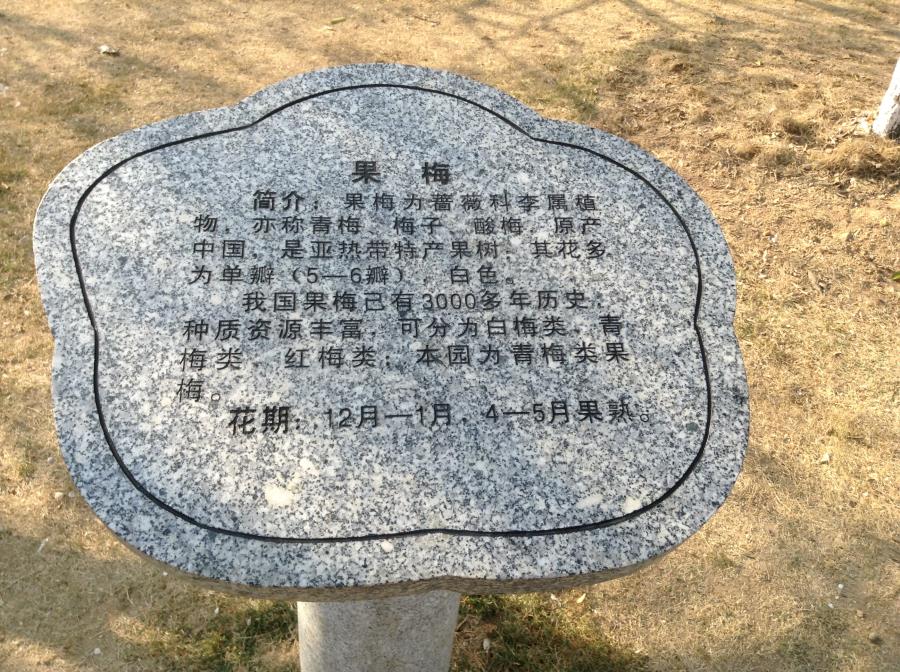 果 梅
简介：果梅为蔷薇科李属植
物，亦称青梅、梅子、酸梅，原产
中国，是亚热带特产果树，其花多
为单瓣（5—6瓣），白色。
我国果梅已有3000多年历史，
种质资源丰富，可分为白梅类、青
梅类、红梅类；本园为青梅类果
梅。
花期：12月—1月，4—5月果熟。